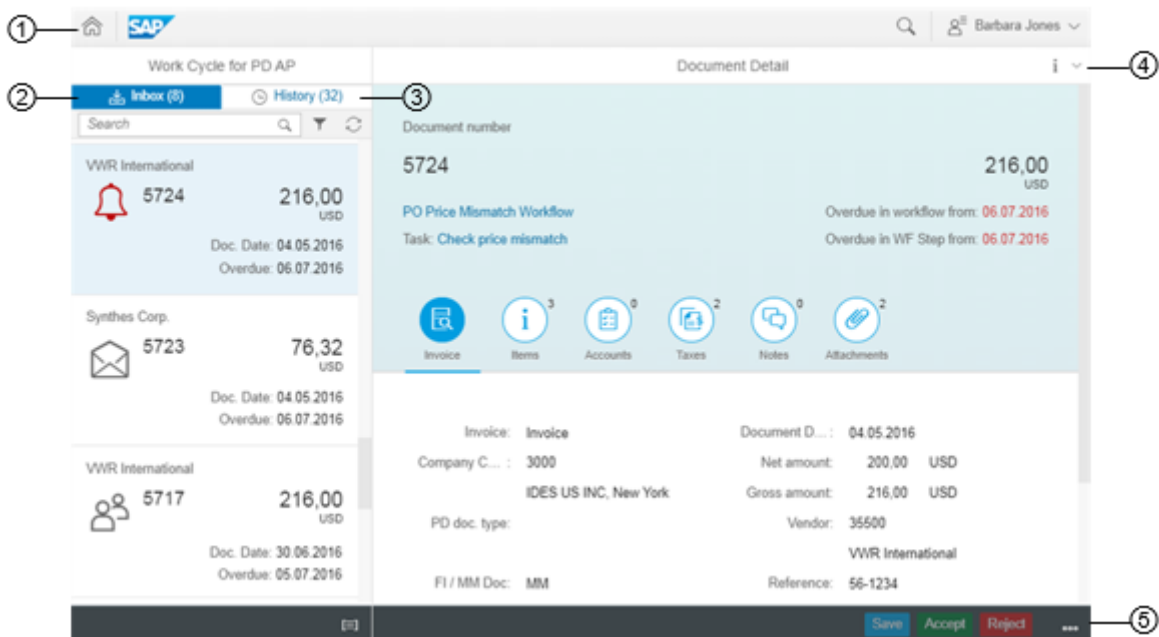 1
SAP
Barbara Jones
Work Cycle for PD AP
Document Detail
4
2
Inbox (8)
History (32)
3
Search
VWR International
5724
216,00
USD
Doc. Date: 04.05.2016
Overdue: 06.07.2016
Synthes Corp.
5723
76,32
USD
Doc. Date: 04.05.2016
Overdue: 06.07.2016
VWR International
5717
216,00
USD
Doc. Date: 30.06.2016
Overdue: 05.07.2016
Document number
5724
216,00
USD
PO Price Mismatch Workflow
Overdue in workflow from: 06.07.2016
Task: Check price mismatch
Overdue in WF Step from: 06.07.2016
3
0
2
0
2
Invoice
Items
Accounts
Taxes
Notes
Attachments
Invoice: Invoice
Document D... : 04.05.2016
Company C... : 3000
Net amount: 200,00 USD
IDES US INC, New York
Gross amount: 216,00 USD
PD doc. type:
Vendor: 35500
VWR International
FI / MM Doc: MM
Reference: 56-1234
Save
Accept
Reject
...
5